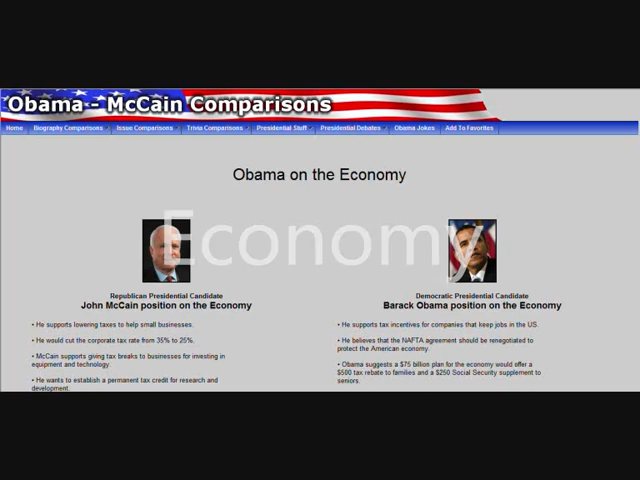 Obama - McCain Comparisons
Home Biography Comparisons Issue Comparisons Trivia Comparisons Presidential Stuff Presidential Debates Obama Jokes Add To Favorites
Obama on the Economy
Economy
Republican Presidential Candidate
John McCain position on the Economy
• He supports lowering taxes to help small businesses.
• He would cut the corporate tax rate from 35% to 25%.
• McCain supports giving tax breaks to businesses for investing in
equipment and technology.
• He wants to establish a permanent tax credit for research and
development.
Democratic Presidential Candidate
Barack Obama position on the Economy
• He supports tax incentives for companies that keep jobs in the US.
• He believes that the NAFTA agreement should be renegotiated to
protect the American economy.
• Obama suggests a $75 billion plan for the economy would offer a
$500 tax rebate to families and a $250 Social Security supplement to
seniors.